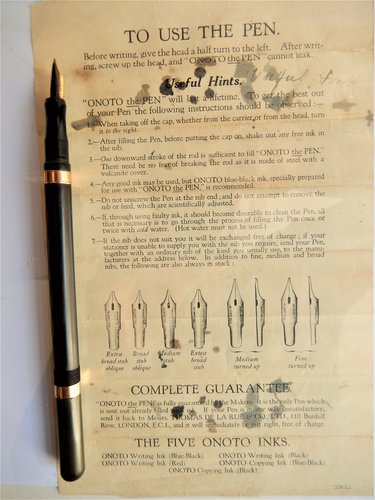 TO USE THE PEN.
Before writing, give the head a half turn to the left. After writ-
ing, screw up the head, and "ONOTO the PEN" cannot leak.
Useful Hints.
"ONOTO the PEN" will last a lifetime. To get the best out
of your Pen the following instructions should be observed:—
1.—When taking off the cap, whether from the carrier or from the head, turn
it to the right.
2.—After filling the Pen, before putting the cap on, shake out any free ink in
the nib.
3.—One downward stroke of the rod is sufficient to fill "ONOTO the PEN."
There need be no fear of breaking the rod as it is made of steel with a
vulcanite cover.
4.—Any good ink may be used, but ONOTO blue-black ink, specially prepared
for use with "ONOTO the PEN," is recommended.
5.—Do not unscrew the Pen at the nib end; and do not attempt to remove the
nib or feed, which are scientifically adjusted.
6.—If, through using faulty ink, it should become desirable to clean the Pen, all
that is necessary is to go through the process of filling the Pen once or
twice with cold water. (Hot water must not be used.)
7.—If the nib does not suit you it will be exchanged free of charge; if your
stationer is unable to supply you with the nib you require, send your Pen,
together with an ordinary nib of the kind you usually use, to the manu-
facturers at the address below. In addition to fine, medium and broad
nibs, the following are also always in stock:
Extra broad stub oblique
Broad stub oblique
Medium stub
Extra broad stub
Medium turned up
Fine turned up
COMPLETE GUARANTEE.
"ONOTO the PEN" is fully guaranteed by the Makers. It is the only Pen which
is sent out already filled with ink. If your Pen is in any way unsatisfactory,
send it back to Messrs. THOMAS DE LA RUE & CO. LTD., 110 Bunhill
Row, LONDON, E.C.1, and it will immediately be put right, free of charge.
THE FIVE ONOTO INKS.
ONOTO Writing Ink (Blue-Black) ONOTO Writing Ink (Black)
ONOTO Writing Ink (Red) ONOTO Copying Ink (Blue-Black)
ONOTO Copying Ink (Black)